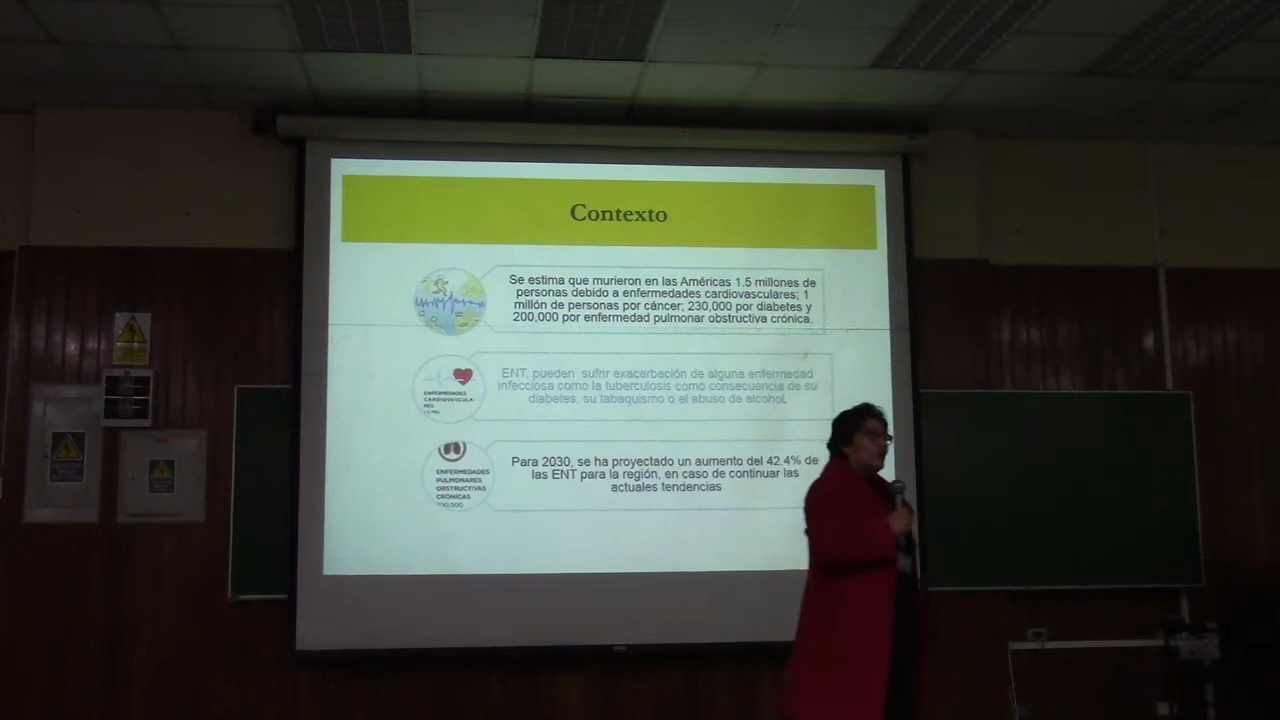 Contexto
Se estima que murieron en las Américas 1.5 millones de
personas debido a enfermedades cardiovasculares; 1
millón de personas por cáncer; 230,000 por diabetes y
200,000 por enfermedad pulmonar obstructiva crónica.
ENFERMEDADES
CARDIOVASCULA-
RES
ENT, pueden sufrir exacerbación de alguna enfermedad
infecciosa como la tuberculosis como consecuencia de su
diabetes, su tabaquismo o el abuso de alcohol.
ENFERMEDADES
PULMONARES
OBSTRUCTIVAS
CRÓNICAS
Para 2030, se ha proyectado un aumento del 42.4% de
las ENT para la región, en caso de continuar las
actuales tendencias